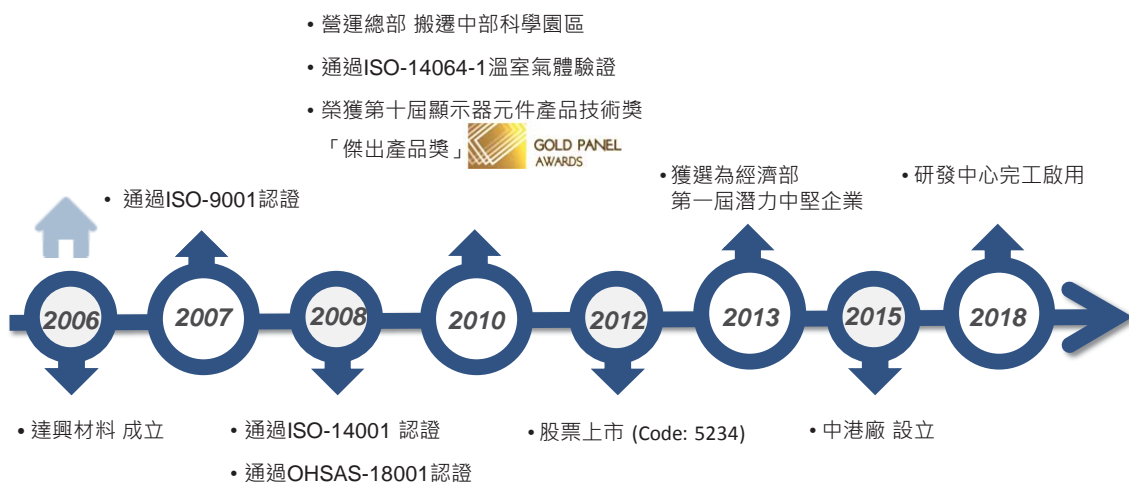 • 營運總部 搬遷中部科學園區
• 通過ISO-14064-1溫室氣體驗證
• 榮獲第十屆顯示器元件產品技術獎
「傑出產品獎」
GOLD PANEL
AWARDS
• 獲選為經濟部
第一屆潛力中堅企業
• 研發中心完工啟用
• 通過ISO-9001認證
2006
2007
2008
2010
2012
2013
2015
2018
• 達興材料 成立
• 通過ISO-14001 認證
• 通過OHSAS-18001認證
• 股票上市 (Code: 5234)
• 中港廠 設立